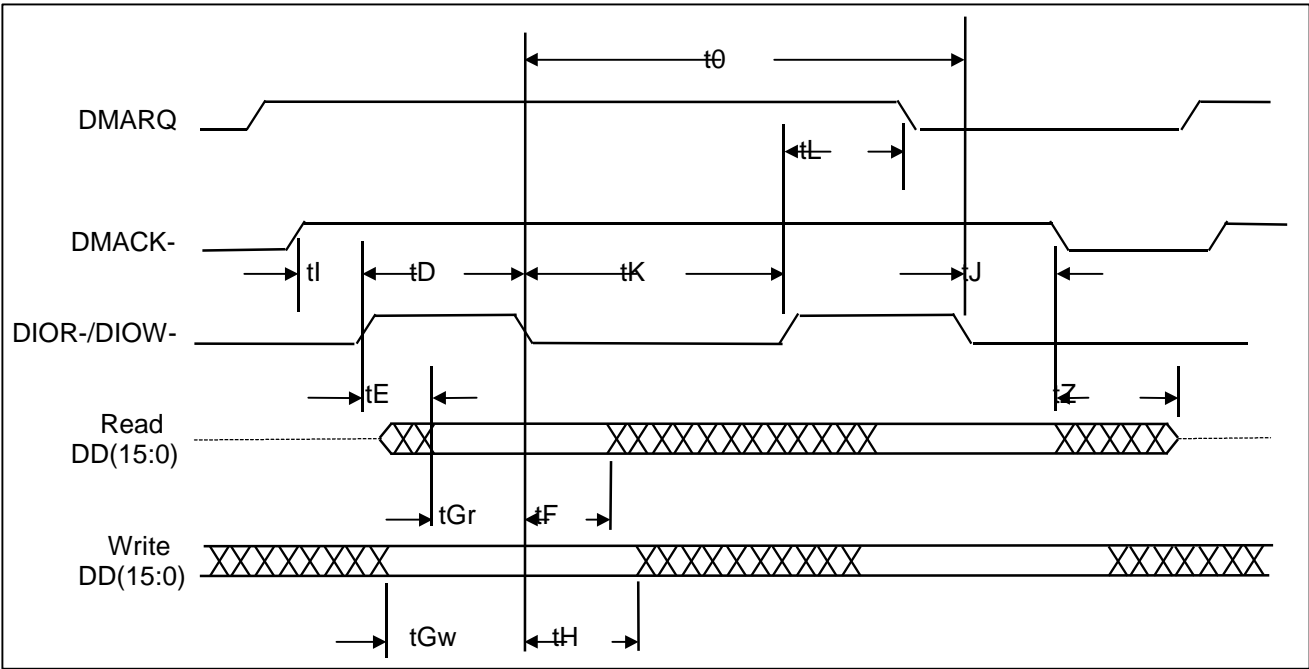 t0
DMARQ
tL
DMACK-
tI tD tK tJ
DIOR-/DIOW-
tE tZ
Read
DD(15:0)
tGr tF
Write
DD(15:0)
tGw tH